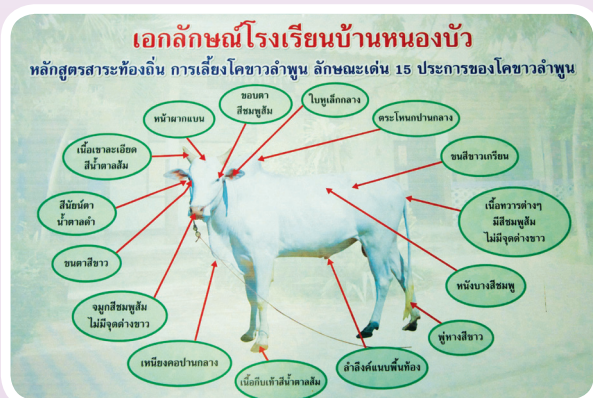 เอกลักษณ์โรงเรียนบ้านหนองบัว
หลักสูตรสาระท้องถิ่น การเลี้ยงโคขาวลำพูน ลักษณะเด่น 15 ประการของโคขาวลำพูน
ขอบตา
สีชมพูส้ม
ใบหูเล็กกลาง
หน้าผากแบน
ตระโหนกปานกลาง
เนื้อเขาละเอียด
สีน้ำตาลส้ม
ขนสีขาวเกรียน
สีนัยน์ตา
น้ำตาลดำ
เนื้อทวารต่างๆ
มีสีชมพูส้ม
ไม่มีจุดด่างขาว
ขนตาสีขาว
หนังบางสีชมพู
จมูกสีชมพูส้ม
ไม่มีจุดด่างขาว
พู่หางสีขาว
เหนียงคอปานกลาง
เนื้อกีบเท้าสีน้ำตาลส้ม
ลำลึงค์แนบพื้นท้อง